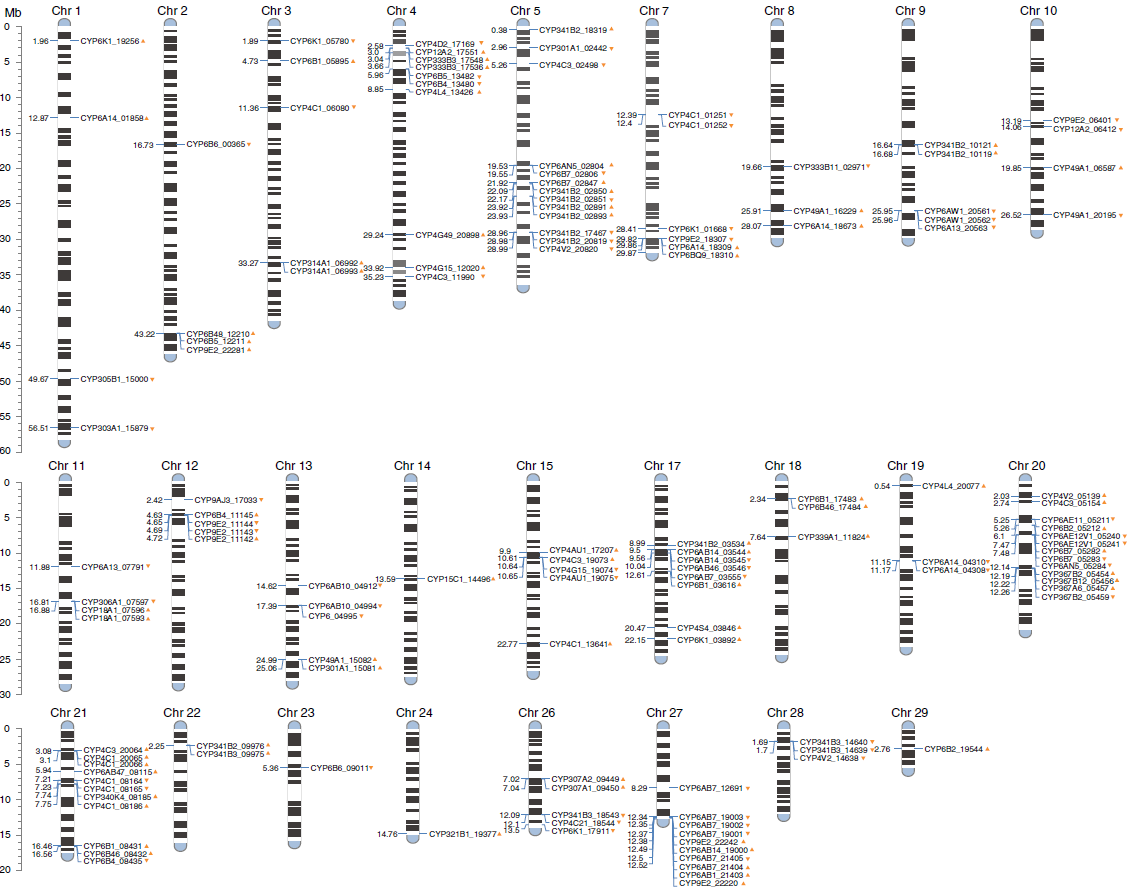 Mb
Chr 1
Chr 2
Chr 3
Chr 4
Chr 5
Chr 7
Chr 8
Chr 9
Chr 10
0
5
10
15
20
25
30
35
40
45
50
55
60
1.96 CYP6K1_19256
12.87 CYP6A14_01858
49.67 CYP305B1_15000
56.51 CYP303A1_15879
16.73 CYP6B6_00365
43.22 CYP6B48_12210
CYP6B5_12211
CYP9E2_22281
1.89 CYP6K1_05780
4.73 CYP6B1_05895
11.36 CYP4C1_06080
33.27 CYP314A1_06992
CYP314A1_06993
2.58 CYP4D2_17169
3.0 CYP12A2_17551
3.04 CYP333B3_17548
3.66 CYP333B3_17536
5.96 CYP6B5_13482
CYP6B4_13480
8.85 CYP4L4_13426
29.24 CYP4G49_20898
33.92 CYP4G15_12020
35.23 CYP4C3_11990
0.38 CYP341B2_18319
2.96 CYP301A1_02442
5.26 CYP4C3_02498
19.53 CYP6AN5_02804
19.55 CYP6B7_02806
21.92 CYP6B7_02847
22.09 CYP341B2_02850
22.17 CYP341B2_02851
23.92 CYP341B2_02891
23.93 CYP341B2_02893
28.96 CYP341B2_17467
28.98 CYP341B2_20819
28.99 CYP4V2_20820
12.39 CYP4C1_01251
12.4 CYP4C1_01252
28.41 CYP6K1_01668
29.82 CYP9E2_18307
29.86 CYP6A14_18309
29.87 CYP6BQ9_18310
19.66 CYP333B11_02971
25.91 CYP49A1_16229
28.07 CYP6A14_18673
16.64 CYP341B2_10121
16.68 CYP341B2_10119
25.95 CYP6AW1_20561
25.96 CYP6AW1_20562
CYP6A13_20563
13.19 CYP9E2_06401
14.06 CYP12A2_06412
19.85 CYP49A1_06587
26.52 CYP49A1_20195
Chr 11
Chr 12
Chr 13
Chr 14
Chr 15
Chr 17
Chr 18
Chr 19
Chr 20
0
5
10
15
20
25
30
11.88 CYP6A13_07791
16.81 CYP306A1_07597
16.88 CYP18A1_07596
CYP18A1_07593
2.42 CYP9AJ3_17033
4.63 CYP6B4_11145
4.65 CYP9E2_11144
4.69 CYP9E2_11143
4.72 CYP9E2_11142
14.62 CYP6AB10_04912
17.39 CYP6AB10_04994
CYP6_04995
24.99 CYP49A1_15082
25.06 CYP301A1_15081
13.59 CYP15C1_14496
9.9 CYP4AU1_17207
10.61 CYP4C3_19073
10.64 CYP4G15_19074
10.65 CYP4AU1_19075
22.77 CYP4C1_13641
8.99 CYP341B2_03534
9.5 CYP6AB14_03544
9.56 CYP6AB14_03545
10.04 CYP6AB46_03546
12.61 CYP6AB7_03555
CYP6B1_03616
20.47 CYP4S4_03846
22.15 CYP6K1_03892
2.34 CYP6B1_17483
CYP6B46_17484
7.64 CYP339A1_11824
0.54 CYP4L4_20077
11.15 CYP6A14_04310
11.17 CYP6A14_04308
2.03 CYP4V2_05139
2.74 CYP4C3_05154
5.25 CYP6AE11_05211
5.26 CYP6B2_05212
6.1 CYP6AE12V1_05240
7.47 CYP6AE12V1_05241
7.48 CYP6B7_05282
CYP6B7_05283
12.14 CYP6AN5_05284
12.19 CYP367B2_05454
12.22 CYP367B12_05456
12.26 CYP367A6_05457
CYP367B2_05459
Chr 21
Chr 22
Chr 23
Chr 24
Chr 26
Chr 27
Chr 28
Chr 29
0
5
10
15
20
3.08 CYP4C3_20064
3.1 CYP4C1_20065
CYP4C1_20066
5.94 CYP6AB47_08115
7.21 CYP4C1_08164
7.23 CYP4C1_08165
7.74 CYP340K4_08185
7.75 CYP4C1_08186
16.46 CYP6B1_08431
16.56 CYP6B46_08432
CYP6B4_08435
2.25 CYP341B2_09976
CYP341B3_09975
5.36 CYP6B6_09011
14.76 CYP321B1_19377
7.02 CYP307A2_09449
7.04 CYP307A1_09450
12.09 CYP341B3_18543
12.1 CYP4C21_18544
13.5 CYP6K1_17911
8.29 CYP6AB7_12691
12.34 CYP6AB7_19003
12.35 CYP6AB7_19002
12.37 CYP6AB7_19001
12.38 CYP9E2_22242
12.49 CYP6AB14_19000
12.5 CYP6AB7_21405
12.52 CYP6AB7_21404
CYP6AB1_21403
CYP9E2_22220
1.69 CYP341B3_14640
1.7 CYP341B3_14639
CYP4V2_14638
2.76 CYP6B2_19544